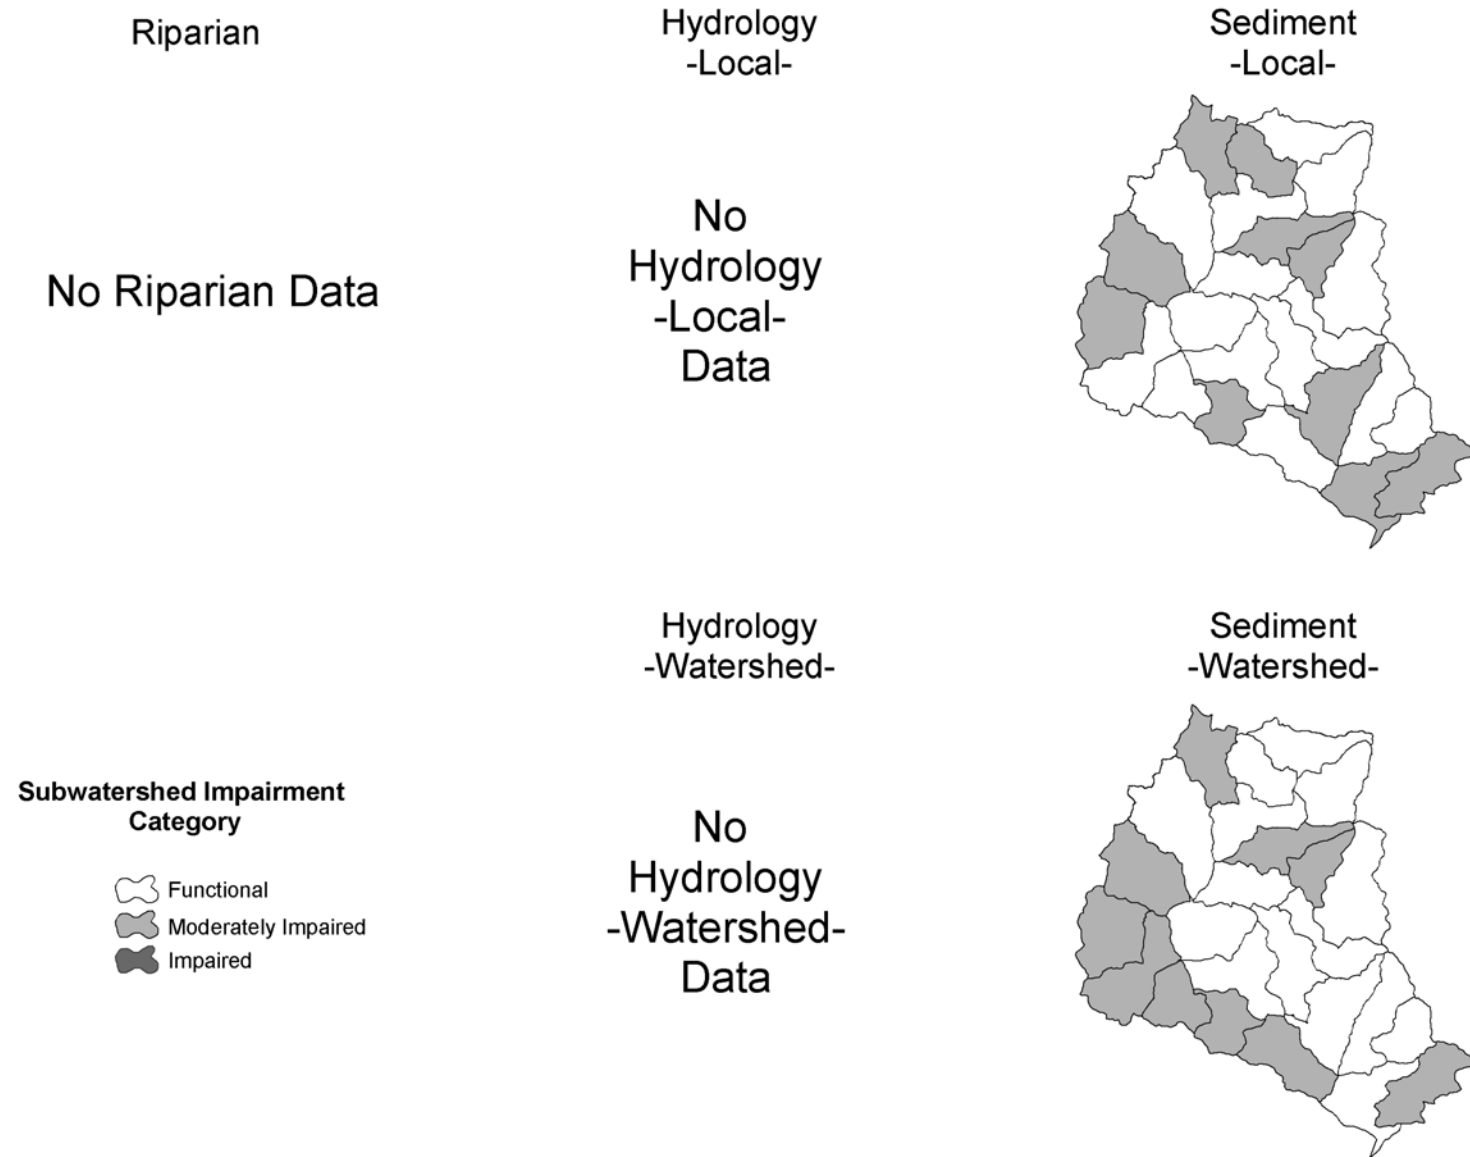 Riparian
Hydrology
-Local-
Sediment
-Local-
No Riparian Data
No
Hydrology
-Local-
Data
Hydrology
-Watershed-
Sediment
-Watershed-
Subwatershed Impairment
Category
Functional
Moderately Impaired
Impaired
No
Hydrology
-Watershed-
Data